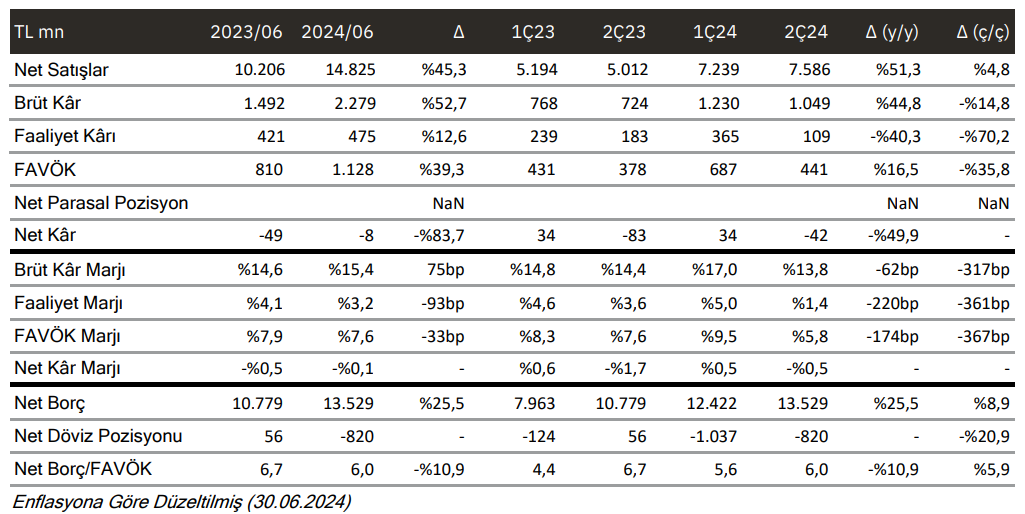 TL mn 2023/06 2024/06 Δ 1Ç23 2Ç23 1Ç24 2Ç24 Δ (y/y) Δ (ç/ç)
Net Satışlar 10.206 14.825 %45,3 5.194 5.012 7.239 7.586 %51,3 %4,8
Brüt Kâr 1.492 2.279 %52,7 768 724 1.230 1.049 %44,8 -%14,8
Faaliyet Kârı 421 475 %12,6 239 183 365 109 -%40,3 -%70,2
FAVÖK 810 1.128 %39,3 431 378 687 441 %16,5 -%35,8
Net Parasal Pozisyon NaN NaN NaN
Net Kâr -49 -8 -%83,7 34 -83 34 -42 -%49,9 -
Brüt Kâr Marjı %14,6 %15,4 75bp %14,8 %14,4 %17,0 %13,8 -62bp -317bp
Faaliyet Marjı %4,1 %3,2 -93bp %4,6 %3,6 %5,0 %1,4 -220bp -361bp
FAVÖK Marjı %7,9 %7,6 -33bp %8,3 %7,6 %9,5 %5,8 -174bp -367bp
Net Kâr Marjı -%0,5 -%0,1 - %0,6 -%1,7 %0,5 -%0,5 - -
Net Borç 10.779 13.529 %25,5 7.963 10.779 12.422 13.529 %25,5 %8,9
Net Döviz Pozisyonu 56 -820 - -124 56 -1.037 -820 - -%20,9
Net Borç/FAVÖK 6,7 6,0 -%10,9 4,4 6,7 5,6 6,0 -%10,9 %5,9
Enflasyona Göre Düzeltilmiş (30.06.2024)